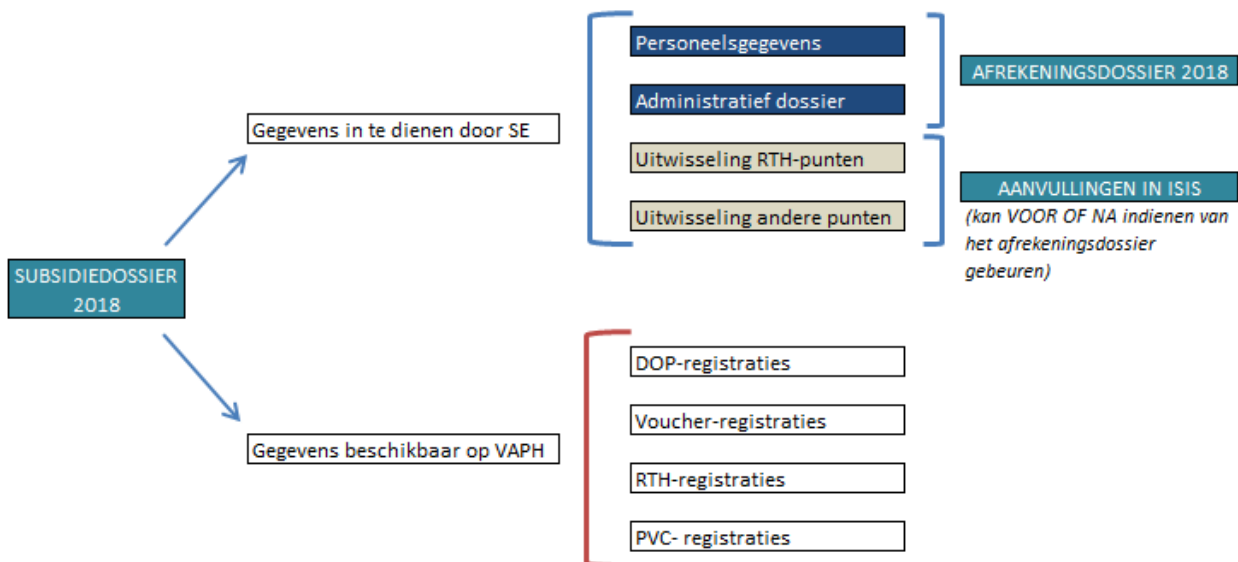 Personeelsgegevens
AFREKENINGSDOSSIER 2018
Administratief dossier
Gegevens in te dienen door SE
Uitwisseling RTH-punten
AANVULLINGEN IN ISIS
Uitwisseling andere punten
(kan VOOR OF NA indienen van
het afrekeningsdossier
gebeuren)
SUBSIDIEDOSSIER
2018
DOP-registraties
Voucher-registraties
Gegevens beschikbaar op VAPH
RTH-registraties
PVC- registraties